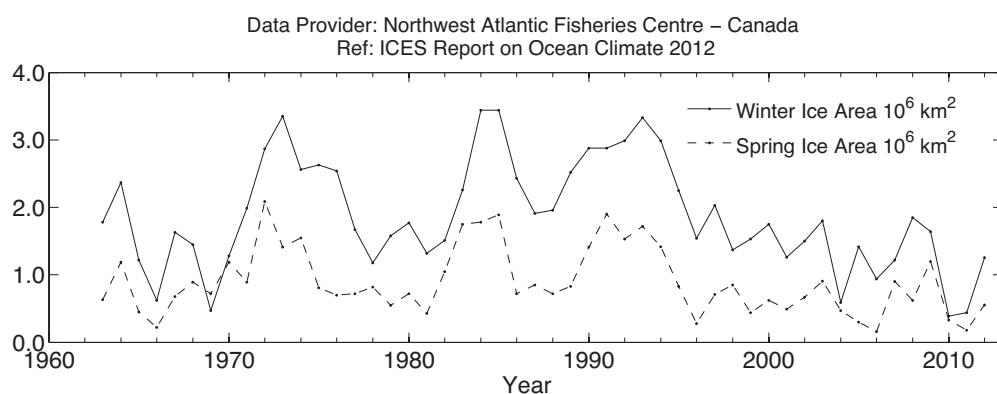 Data Provider: Northwest Atlantic Fisheries Centre – Canada
Ref: ICES Report on Ocean Climate 2012
4.0
3.0
2.0
1.0
0.0
Winter Ice Area 10⁶ km²
Spring Ice Area 10⁶ km²
1960 1970 1980 1990 2000 2010
Year